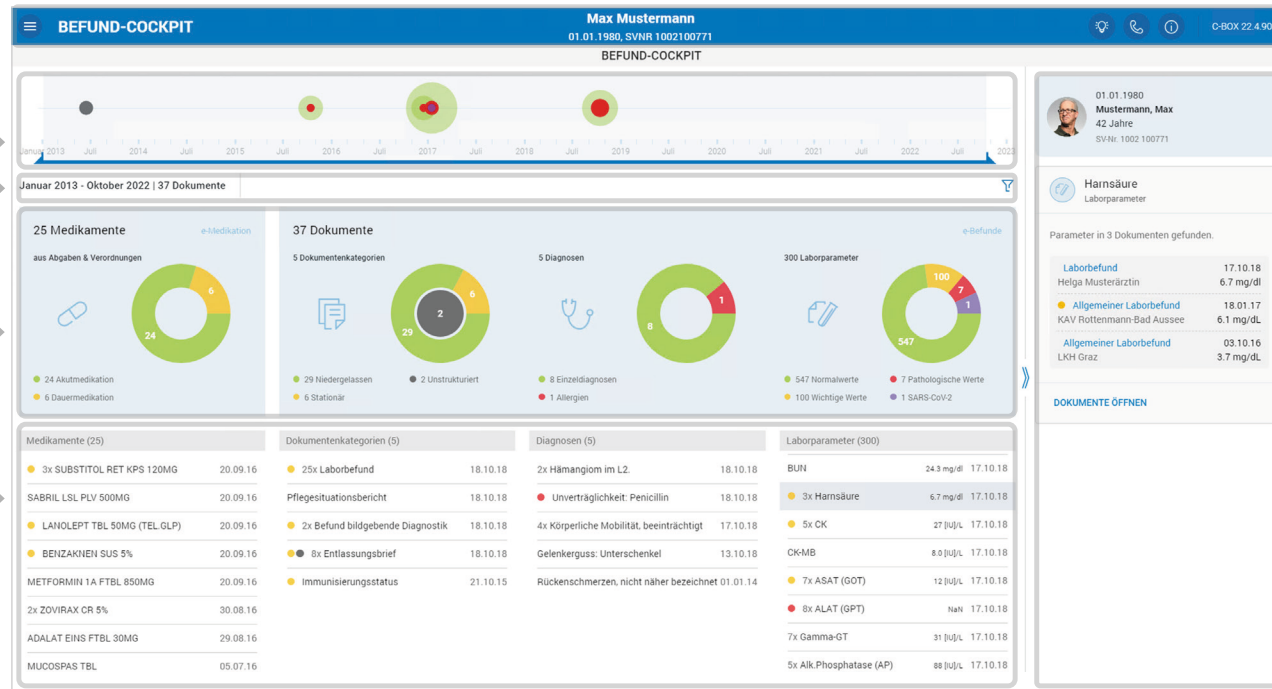 BEFUND-COCKPIT
Max Mustermann
01.01.1980, SVNR 1002100771
C-BOX 22.4.90
BEFUND-COCKPIT
Januar 2013 Juli 2014 Juli 2015 Juli 2016 Juli 2017 Juli 2018 Juli 2019 Juli 2020 Juli 2021 Juli 2022 Juli 2023
Januar 2013 - Oktober 2022 | 37 Dokumente
25 Medikamente e-Medikation
aus Abgaben & Verordnungen
6
24
24 Akutmedikation
6 Dauermedikation
37 Dokumente e-Befunde
5 Dokumentenkategorien
6
2
29
29 Niedergelassen 2 Unstrukturiert
6 Stationär
5 Diagnosen
1
8
8 Einzeldiagnosen
1 Allergien
300 Laborparameter
100
7
1
547
547 Normalwerte 7 Pathologische Werte
100 Wichtige Werte 1 SARS-CoV-2
Medikamente (25)
3x SUBSTITOL RET KPS 120MG 20.09.16
SABRIL LSL PLV 500MG 20.09.16
LANOLEPT TBL 50MG (TEL.GLP) 20.09.16
BENZAKNEN SUS 5% 20.09.16
METFORMIN 1A FTBL 850MG 20.09.16
2x ZOVIRAX CR 5% 30.08.16
ADALAT EINS FTBL 30MG 29.08.16
MUCOSPAS TBL 05.07.16
Dokumentenkategorien (5)
25x Laborbefund 18.10.18
Pflegesituationsbericht 18.10.18
2x Befund bildgebende Diagnostik 18.10.18
8x Entlassungsbrief 18.10.18
Immunisierungsstatus 21.10.15
Diagnosen (5)
2x Hämangiom im L2. 18.10.18
Unverträglichkeit: Penicillin 18.10.18
4x Körperliche Mobilität, beeinträchtigt 17.10.18
Gelenkerguss: Unterschenkel 13.10.18
Rückenschmerzen, nicht näher bezeichnet 01.01.14
Laborparameter (300)
BUN 24.3 mg/dl 17.10.18
3x Harnsäure 6.7 mg/dl 17.10.18
5x CK 27 [IU]/L 17.10.18
CK-MB 8.0 [IU]/L 17.10.18
7x ASAT (GOT) 12 [IU]/L 17.10.18
8x ALAT (GPT) NaN 17.10.18
7x Gamma-GT 31 [IU]/L 17.10.18
5x Alk.Phosphatase (AP) 88 [IU]/L 17.10.18
01.01.1980
Mustermann, Max
42 Jahre
SV-Nr. 1002 100771
Harnsäure
Laborparameter
Parameter in 3 Dokumenten gefunden.
Laborbefund 17.10.18
Helga Musterärztin 6.7 mg/dl
Allgemeiner Laborbefund 18.01.17
KAV Rottenmann-Bad Aussee 6.1 mg/dL
Allgemeiner Laborbefund 03.10.16
LKH Graz 3.7 mg/dL
DOKUMENTE ÖFFNEN